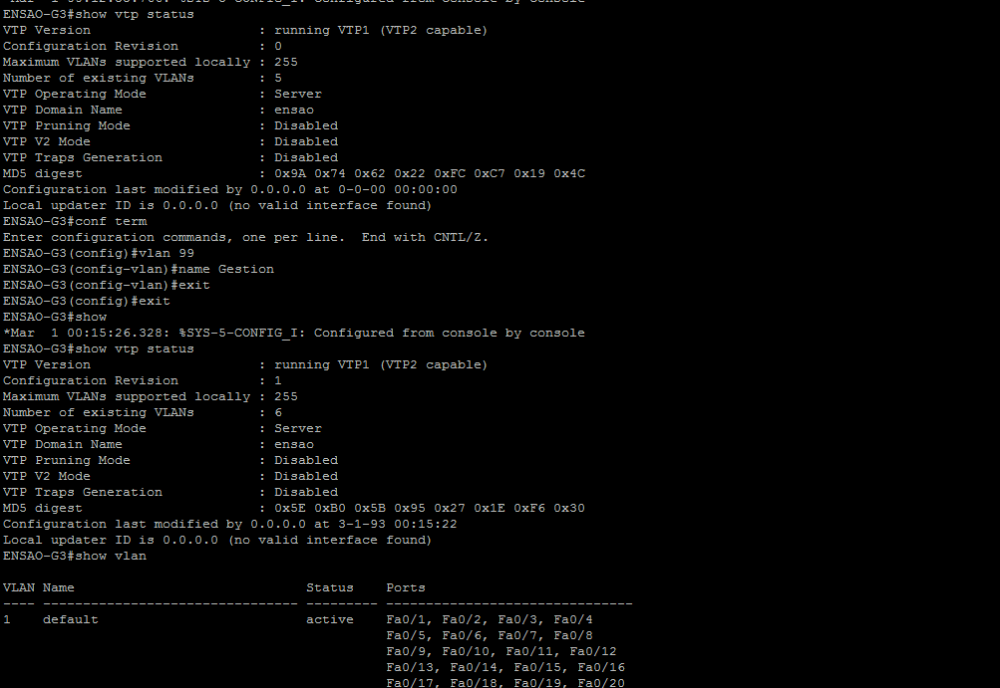 ENSAO-G3#show vtp status
VTP Version                     : running VTP1 (VTP2 capable)
Configuration Revision          : 0
Maximum VLANs supported locally : 255
Number of existing VLANs        : 5
VTP Operating Mode              : Server
VTP Domain Name                 : ensao
VTP Pruning Mode                : Disabled
VTP V2 Mode                     : Disabled
VTP Traps Generation            : Disabled
MD5 digest                      : 0x9A 0x74 0x62 0x22 0xFC 0xC7 0x19 0x4C
Configuration last modified by 0.0.0.0 at 0-0-00 00:00:00
Local updater ID is 0.0.0.0 (no valid interface found)
ENSAO-G3#conf term
Enter configuration commands, one per line.  End with CNTL/Z.
ENSAO-G3(config)#vlan 99
ENSAO-G3(config-vlan)#name Gestion
ENSAO-G3(config-vlan)#exit
ENSAO-G3(config)#exit
ENSAO-G3#show
*Mar  1 00:15:26.328: %SYS-5-CONFIG_I: Configured from console by console
ENSAO-G3#show vtp status
VTP Version                     : running VTP1 (VTP2 capable)
Configuration Revision          : 1
Maximum VLANs supported locally : 255
Number of existing VLANs        : 6
VTP Operating Mode              : Server
VTP Domain Name                 : ensao
VTP Pruning Mode                : Disabled
VTP V2 Mode                     : Disabled
VTP Traps Generation            : Disabled
MD5 digest                      : 0x5E 0xB0 0x5B 0x95 0x27 0x1E 0xF6 0x30
Configuration last modified by 0.0.0.0 at 3-1-93 00:15:22
Local updater ID is 0.0.0.0 (no valid interface found)
ENSAO-G3#show vlan
VLAN Name                             Status    Ports
---- -------------------------------- --------- -------------------------------
1    default                          active    Fa0/1, Fa0/2, Fa0/3, Fa0/4
                                                Fa0/5, Fa0/6, Fa0/7, Fa0/8
                                                Fa0/9, Fa0/10, Fa0/11, Fa0/12
                                                Fa0/13, Fa0/14, Fa0/15, Fa0/16
                                                Fa0/17, Fa0/18, Fa0/19, Fa0/20